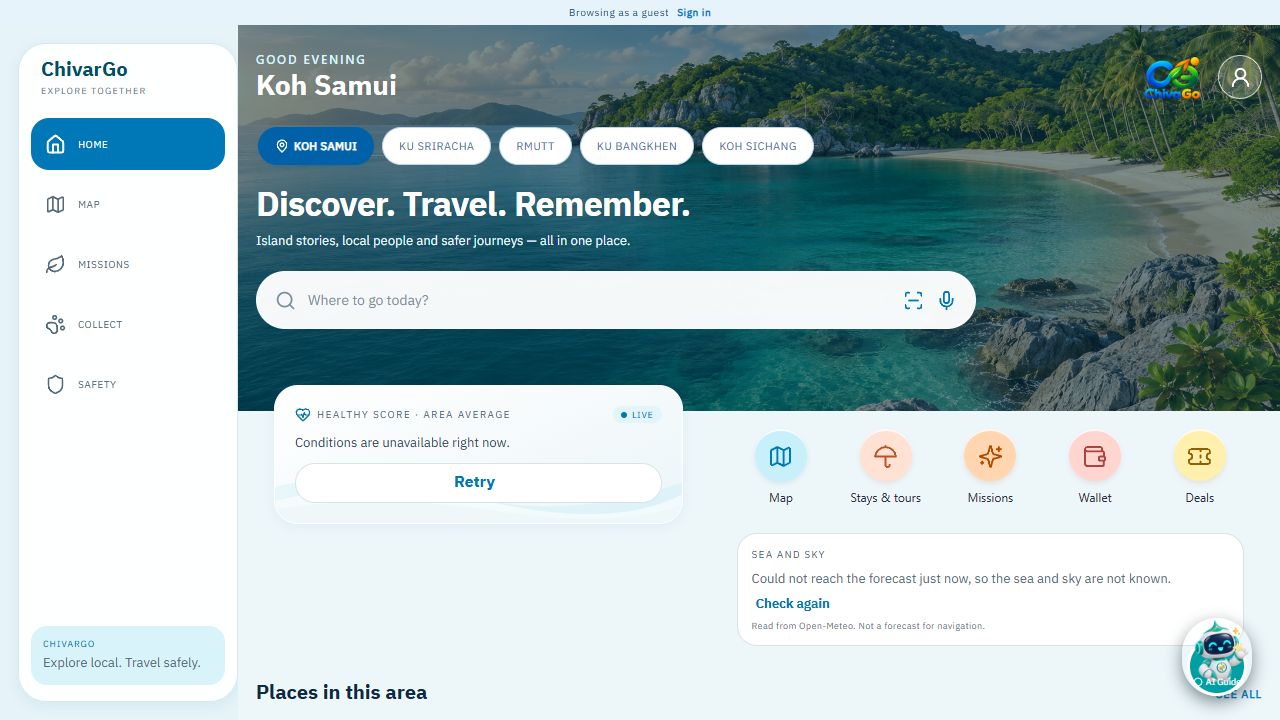 Browsing as a guest Sign in
ChivarGo
EXPLORE TOGETHER
HOME
MAP
MISSIONS
COLLECT
SAFETY
CHIVARGO
Explore local. Travel safely.
GOOD EVENING
Koh Samui
ChivaGo
KOH SAMUI
KU SRIRACHA
RMUTT
KU BANGKHEN
KOH SICHANG
Discover. Travel. Remember.
Island stories, local people and safer journeys — all in one place.
Where to go today?
HEALTHY SCORE · AREA AVERAGE
LIVE
Conditions are unavailable right now.
Retry
Map
Stays & tours
Missions
Wallet
Deals
SEA AND SKY
Could not reach the forecast just now, so the sea and sky are not known.
Check again
Read from Open-Meteo. Not a forecast for navigation.
AI Guide
Places in this area
SEE ALL